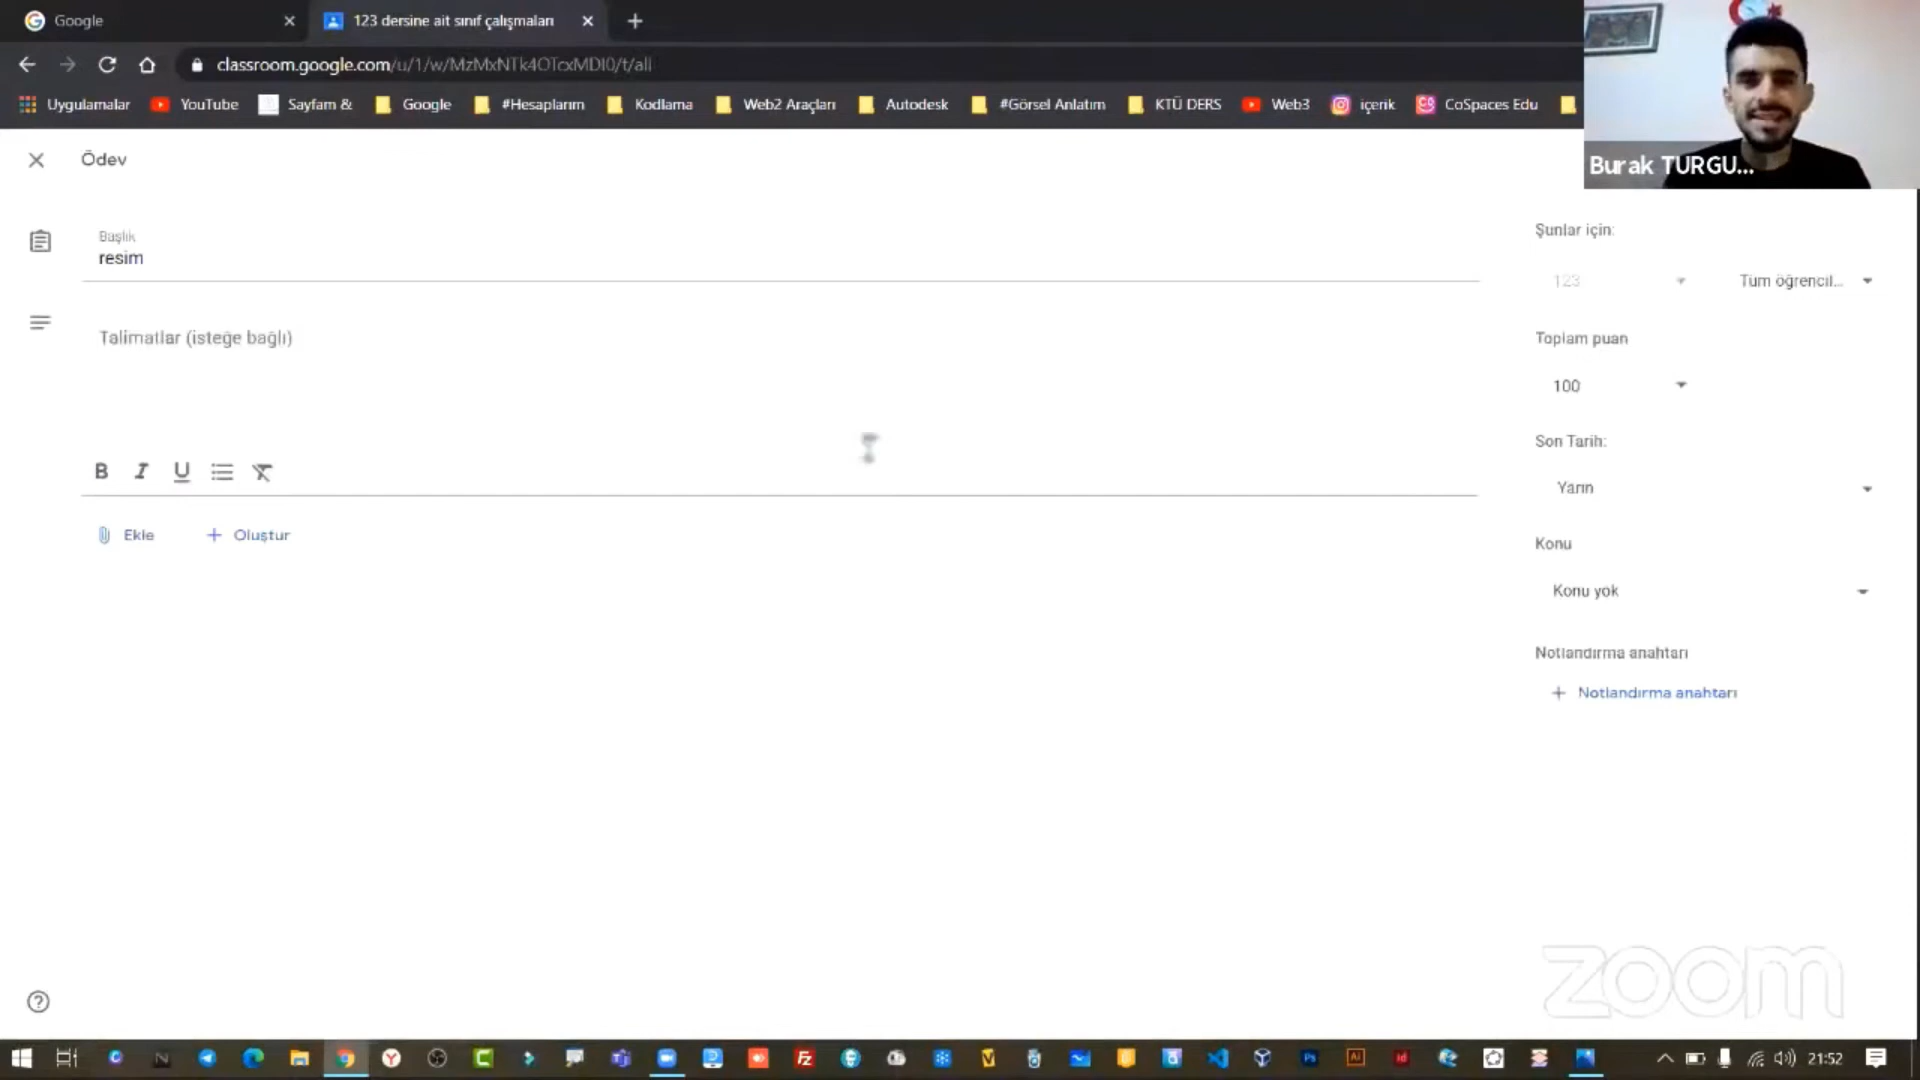 Google
123 dersine ait sınıf çalışmaları
classroom.google.com/u/1/w/MzMxNTk4OTcxMDI0/t/all
Uygulamalar YouTube Sayfam & Google #Hesaplarım Kodlama Web2 Araçları Autodesk #Görsel Anlatım KTÜ DERS Web3 içerik CoSpaces Edu
Burak TURGU...
Ödev
Başlık
resim
Talimatlar (isteğe bağlı)
B I U
Ekle
Oluştur
Şunlar için:
123
Tüm öğrencil...
Toplam puan
100
Son Tarih:
Yarın
Konu
Konu yok
Notlandırma anahtarı
Notlandırma anahtarı
zoom
21:52